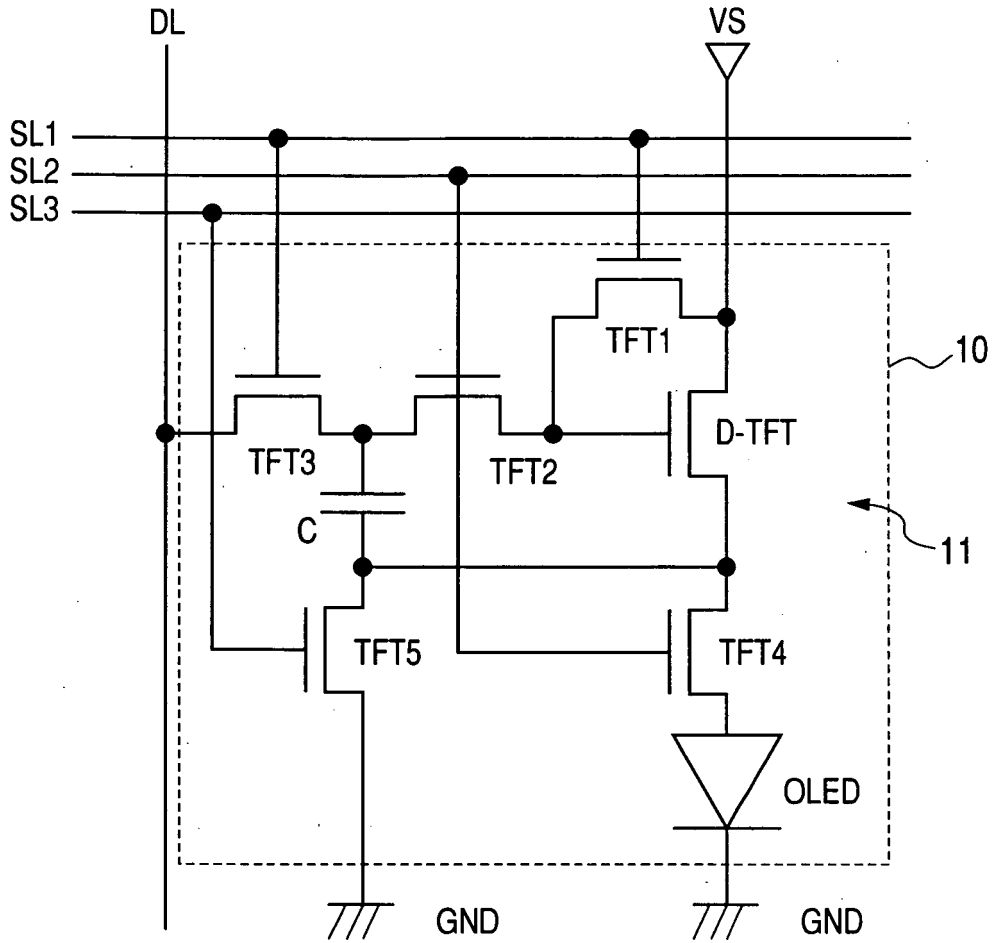 DL
VS
SL1
SL2
SL3
TFT1
10
D-TFT
TFT3
TFT2
C
11
TFT5
TFT4
OLED
GND
GND